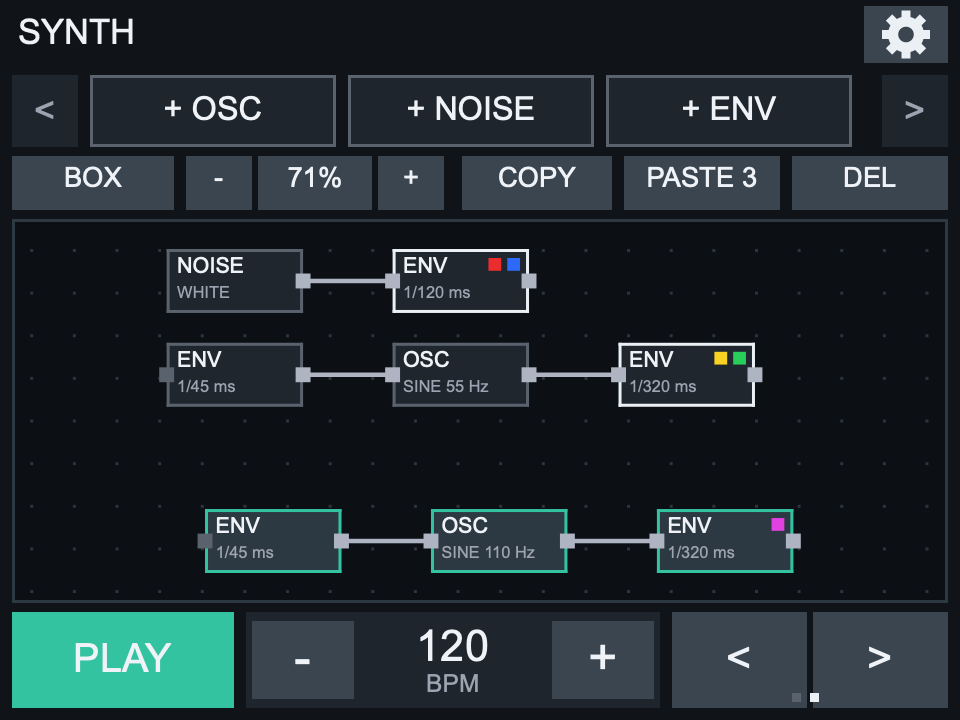 SYNTH
< + OSC + NOISE + ENV >
BOX - 71% + COPY PASTE 3 DEL
NOISE
WHITE
ENV
1/120 ms
ENV
1/45 ms
OSC
SINE 55 Hz
ENV
1/320 ms
ENV
1/45 ms
OSC
SINE 110 Hz
ENV
1/320 ms
PLAY
-
120
BPM
+
<
>